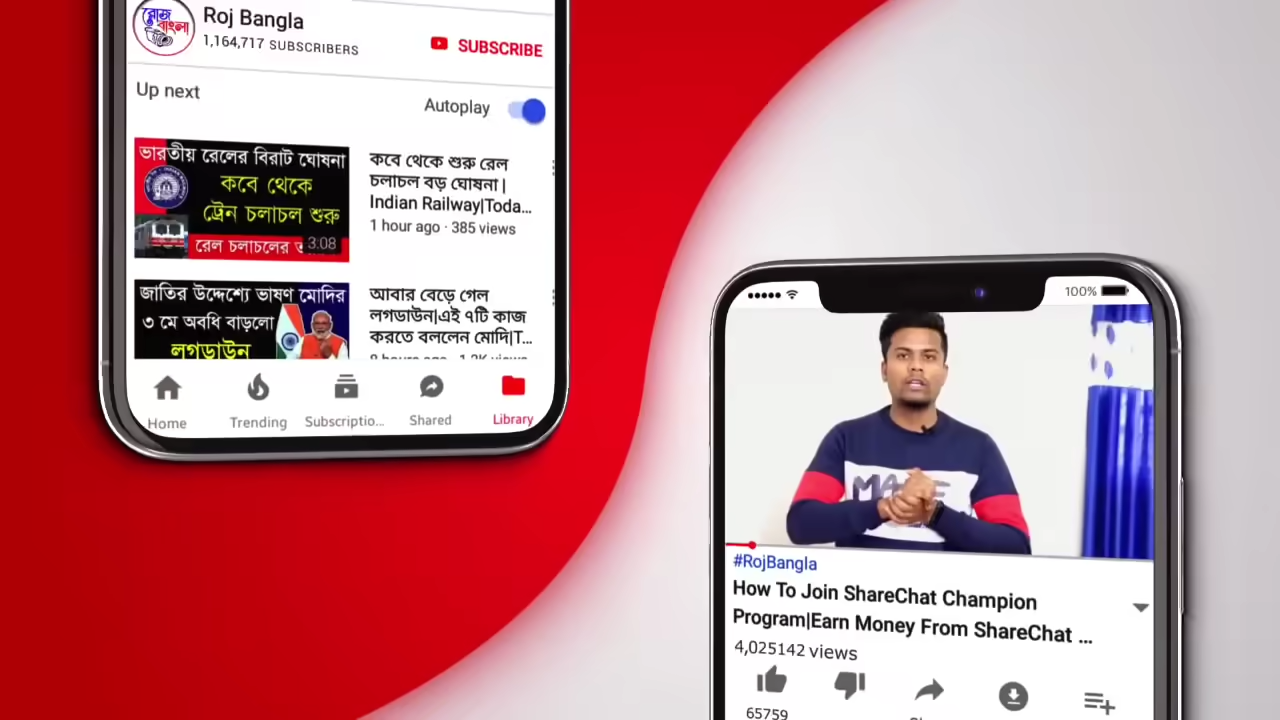 রোজ
বাংলা
Roj Bangla
1,164,717 SUBSCRIBERS
SUBSCRIBE
Up next
Autoplay
ভারতীয় রেলের বিরাট ঘোষনা
কবে থেকে
ট্রেন চলাচল শুরু
রেল চলাচলের
3:08
কবে থেকে শুরু রেল
চলাচল বড় ঘোষনা|
Indian Railway|Toda...
1 hour ago · 385 views
জাতির উদ্দেশ্যে ভাষণ মোদির
৩ মে অবধি বাড়লো
লগডাউন
আবার বেড়ে গেল
লগডাউন|এই ৭টি কাজ
করতে বললেন মোদি|T...
Home
Trending
Subscriptio...
Shared
Library
100%
#RojBangla
How To Join ShareChat Champion
Program|Earn Money From ShareChat ...
4,025142 views
65759